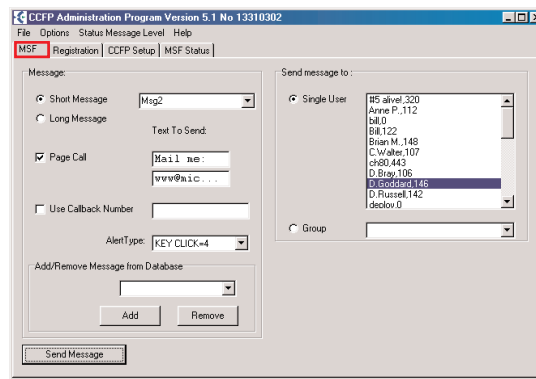 CCFP Administration Program Version 5.1 No 13310302
File Options Status Message Level Help
MSF Registration CCFP Setup MSF Status
Message:
Short Message Msg2
Long Message
Text To Send:
Page Call Mail me:
www@mic...
Use Callback Number
AlertType: KEY CLICK=4
Add/Remove Message from Database
Add Remove
Send Message
Send message to :
Single User
#5 alive!,320
Anne P.,112
bill,0
Bill,122
Brian M.,148
C.Walter,107
ch80,443
D.Bray,106
D.Goddard,146
D.Russell,142
deploy,0
Group